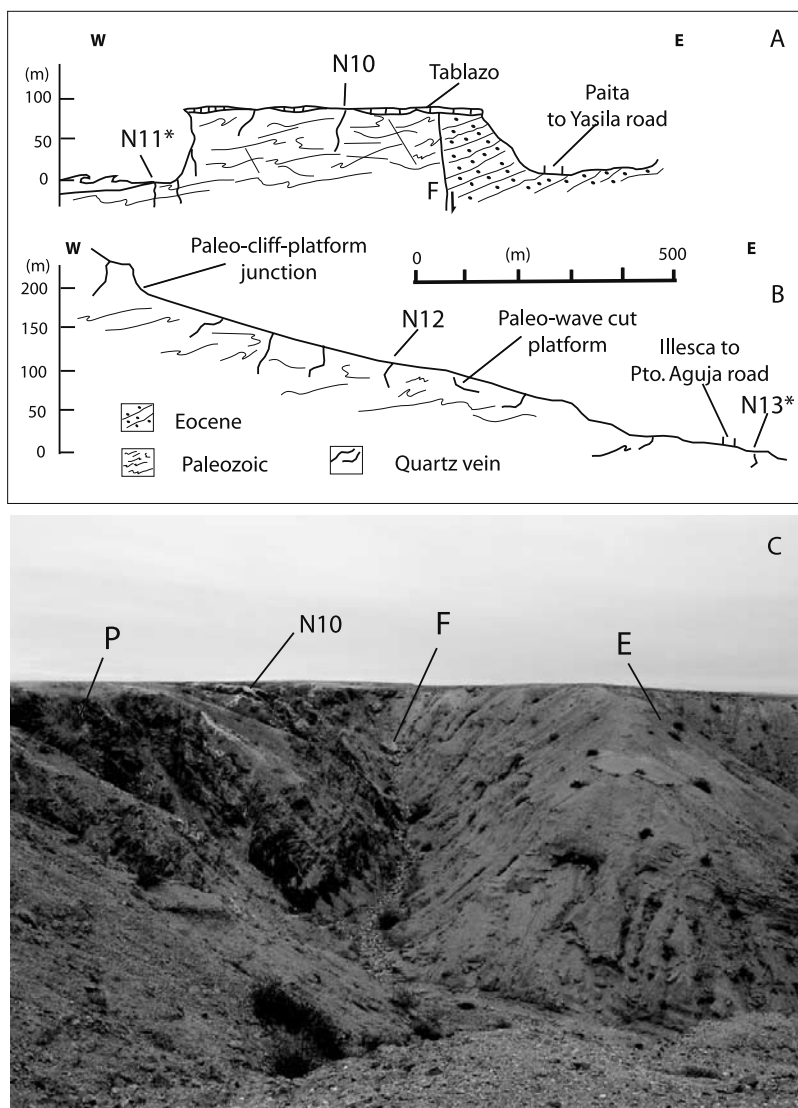 W
E
A
(m)
100
50
0
N11*
N10
Tablazo
Paita
to Yasila road
F
W
E
B
(m)
200
150
100
50
0
Paleo-cliff-platform
junction
0 (m) 500
N12
Paleo-wave cut
platform
Illesca to
Pto. Aguja road
N13*
Eocene
Paleozoic
Quartz vein
C
P
N10
F
E